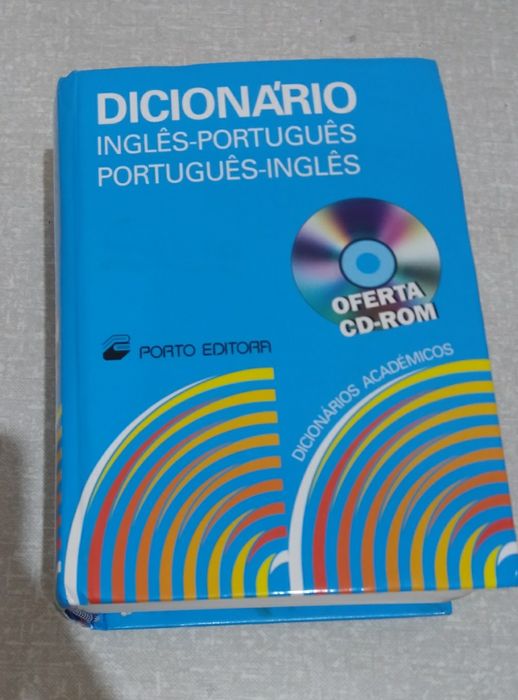 DICIONÁRIO
INGLÊS-PORTUGUÊS
PORTUGUÊS-INGLÊS
OFERTA
CD-ROM
PORTO EDITORA
DICIONÁRIOS ACADÉMICOS